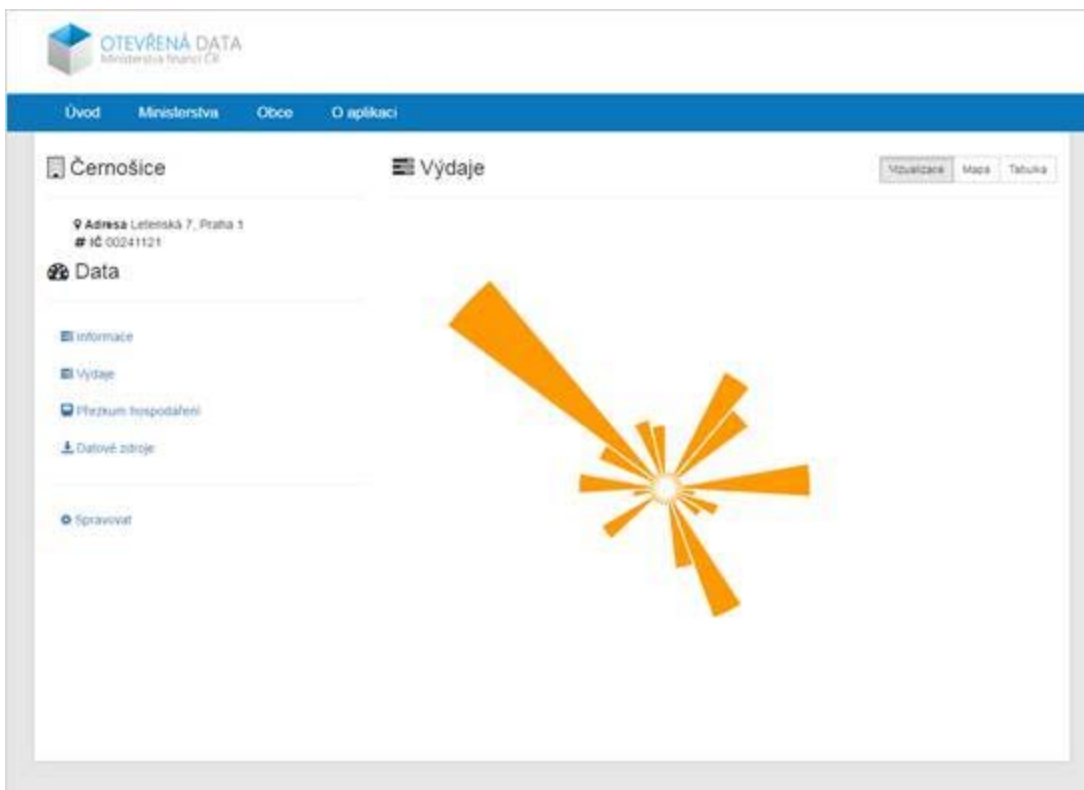 OTEVŘENÁ DATA
Ministerstva financí ČR
Úvod Ministerstva Obce O aplikaci
Černošice
Adresa Letenská 7, Praha 1
# IČ 00241121
Data
Informace
Výdaje
Přezkum hospodaření
Datové zdroje
Spravovat
Výdaje
Vizualizace Mapa Tabulka